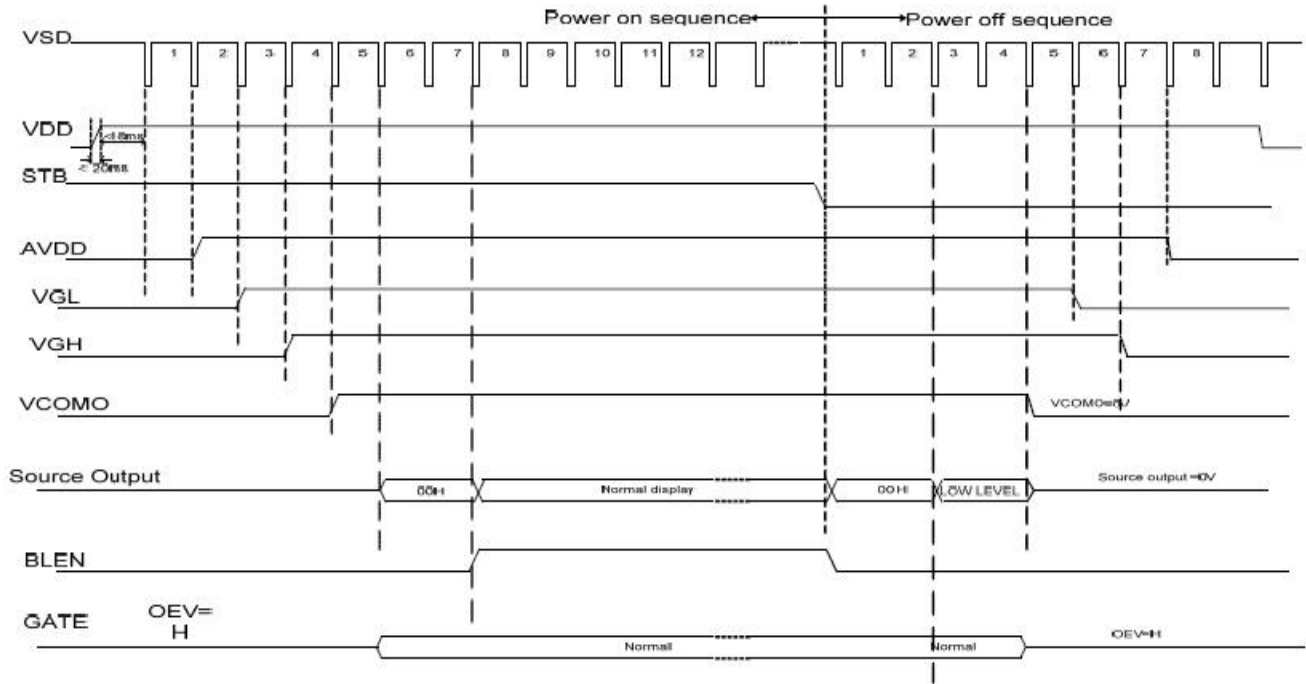 Power on sequence
Power off sequence
VSD
1 2 3 4 5 6 7 8 9 10 11 12 1 2 3 4 5 6 7 8
VDD
<18ms
20ms
STB
AVDD
VGL
VGH
VCOMO
Source Output
00H
Normal display
00H
LOW LEVEL
Source output =0V
BLEN
GATE
OEV=
H
Normal
Normal
OEV=H